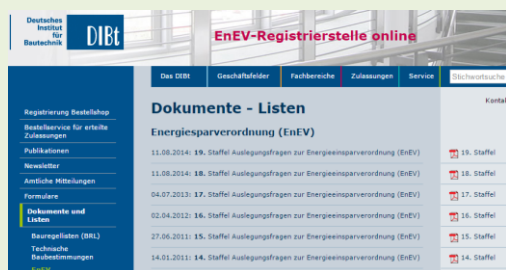 Deutsches
Institut
für
Bautechnik
DIBt
EnEV-Registrierstelle online
Das DIBt
Geschäftsfelder
Fachbereiche
Zulassungen
Service
Stichwortsuche
Registrierung Bestellshop
Bestellservice für erteilte
Zulassungen
Publikationen
Newsletter
Amtliche Mitteilungen
Formulare
Dokumente und
Listen
Bauregellisten (BRL)
Technische
Baubestimmungen
EnEV
Dokumente - Listen
Energiesparverordnung (EnEV)
11.08.2014: 19. Staffel Auslegungsfragen zur Energieeinsparverordnung (EnEV)
19. Staffel
11.08.2014: 18. Staffel Auslegungsfragen zur Energieeinsparverordnung (EnEV)
18. Staffel
04.07.2013: 17. Staffel Auslegungsfragen zur Energieeinsparverordnung (EnEV)
17. Staffel
02.04.2012: 16. Staffel Auslegungsfragen zur Energieeinsparverordnung (EnEV)
16. Staffel
27.06.2011: 15. Staffel Auslegungsfragen zur Energieeinsparverordnung (EnEV)
15. Staffel
14.01.2011: 14. Staffel Auslegungsfragen zur Energieeinsparverordnung (EnEV)
14. Staffel